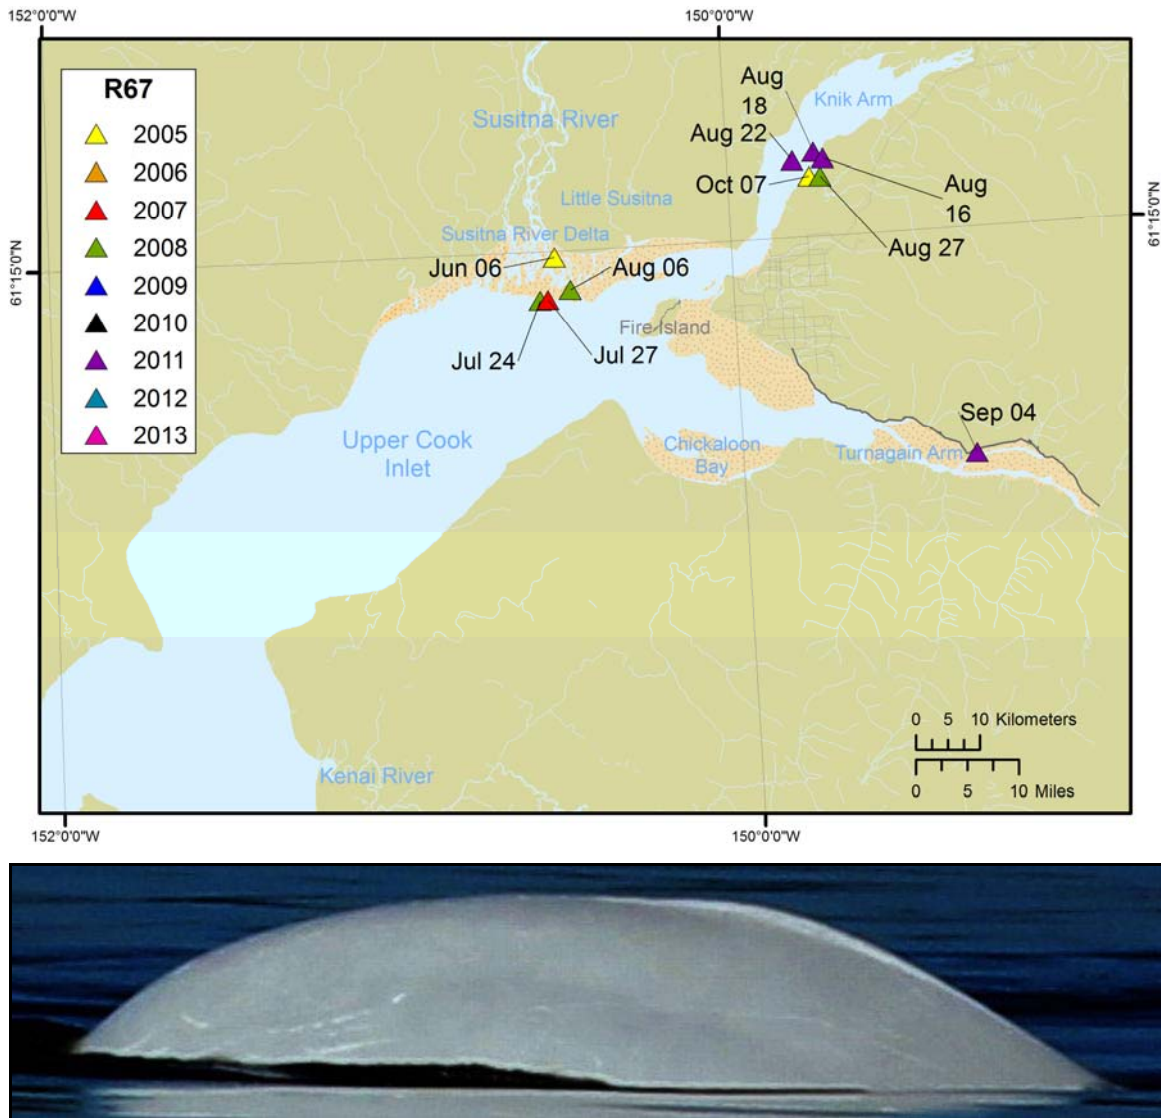 152°0'0"W
150°0'0"W
R67
2005
2006
2007
2008
2009
2010
2011
2012
2013
Aug
18
Knik Arm
Susitna River
Aug 22
Oct 07
Aug
16
Little Susitna
Aug 27
Susitna River Delta
Jun 06
Aug 06
61°15'0"N
61°15'0"N
Fire Island
Jul 24
Jul 27
Sep 04
Upper Cook
Inlet
Chickaloon
Bay
Turnagain Arm
Kenai River
0 5 10 Kilometers
0 5 10 Miles
152°0'0"W
150°0'0"W